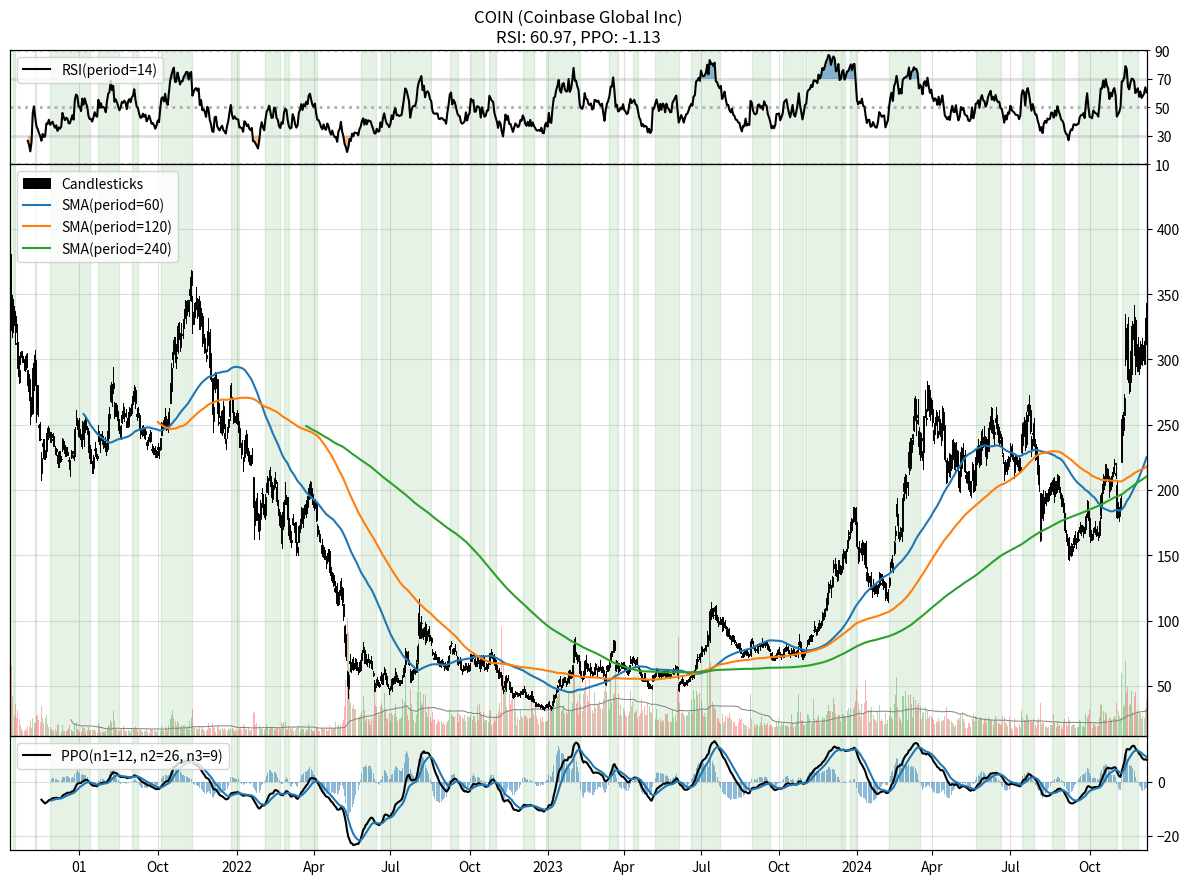 COIN (Coinbase Global Inc)
RSI: 60.97, PPO: -1.13
RSI(period=14)
90
70
50
30
10
Candlesticks
SMA(period=60)
SMA(period=120)
SMA(period=240)
400
350
300
250
200
150
100
50
PPO(n1=12, n2=26, n3=9)
0
−20
01 Oct 2022 Apr Jul Oct 2023 Apr Jul Oct 2024 Apr Jul Oct